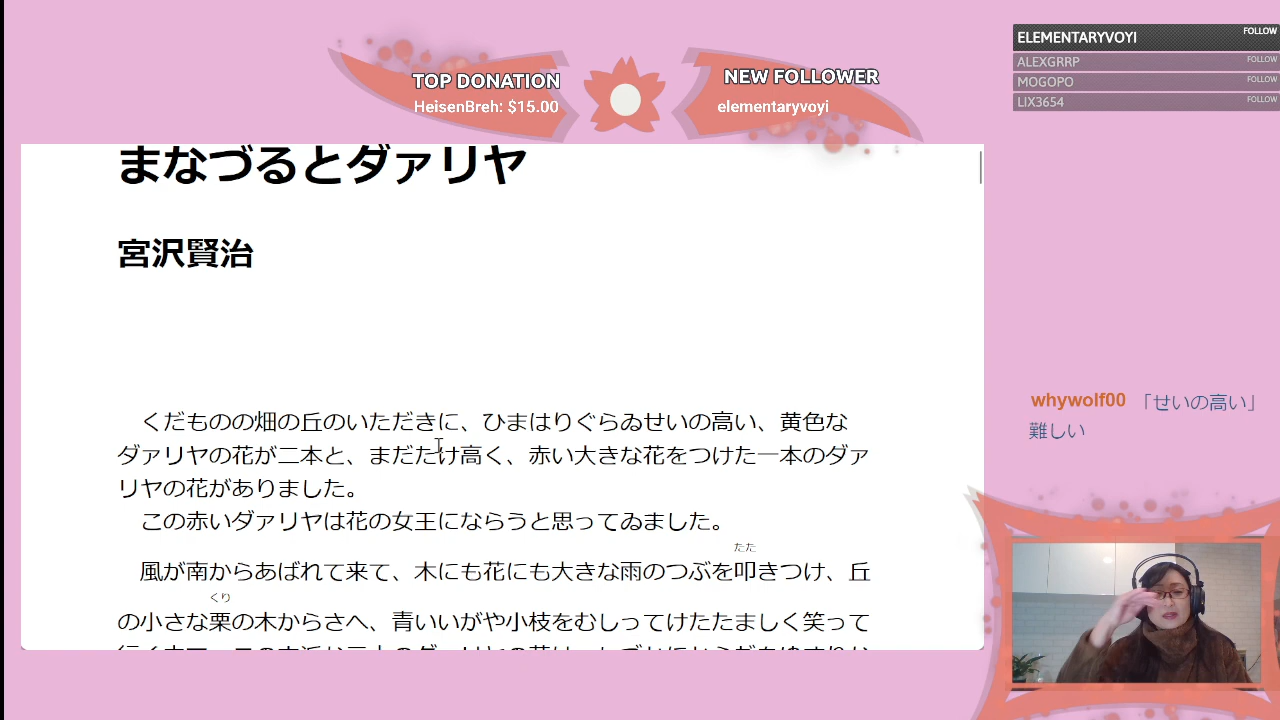 TOP DONATION
HeisenBreh: $15.00
NEW FOLLOWER
elementaryvoyi
ELEMENTARYVOYI FOLLOW
ALEXGRRP FOLLOW
MOGOPO FOLLOW
LIX3654 FOLLOW
まなづるとダァリヤ
宮沢賢治
くだものの畑の丘のいただきに、ひまはりぐらゐせいの高い、黄色な
ダァリヤの花が二本と、まだたけ高く、赤い大きな花をつけた一本のダァ
リヤの花がありました。
この赤いダァリヤは花の女王にならうと思ってゐました。
たた
風が南からあばれて来て、木にも花にも大きな雨のつぶを叩きつけ、丘
くり
の小さな栗の木からさへ、青いいがや小枝をむしってけたたましく笑って
whywolf00 「せいの高い」
難しい